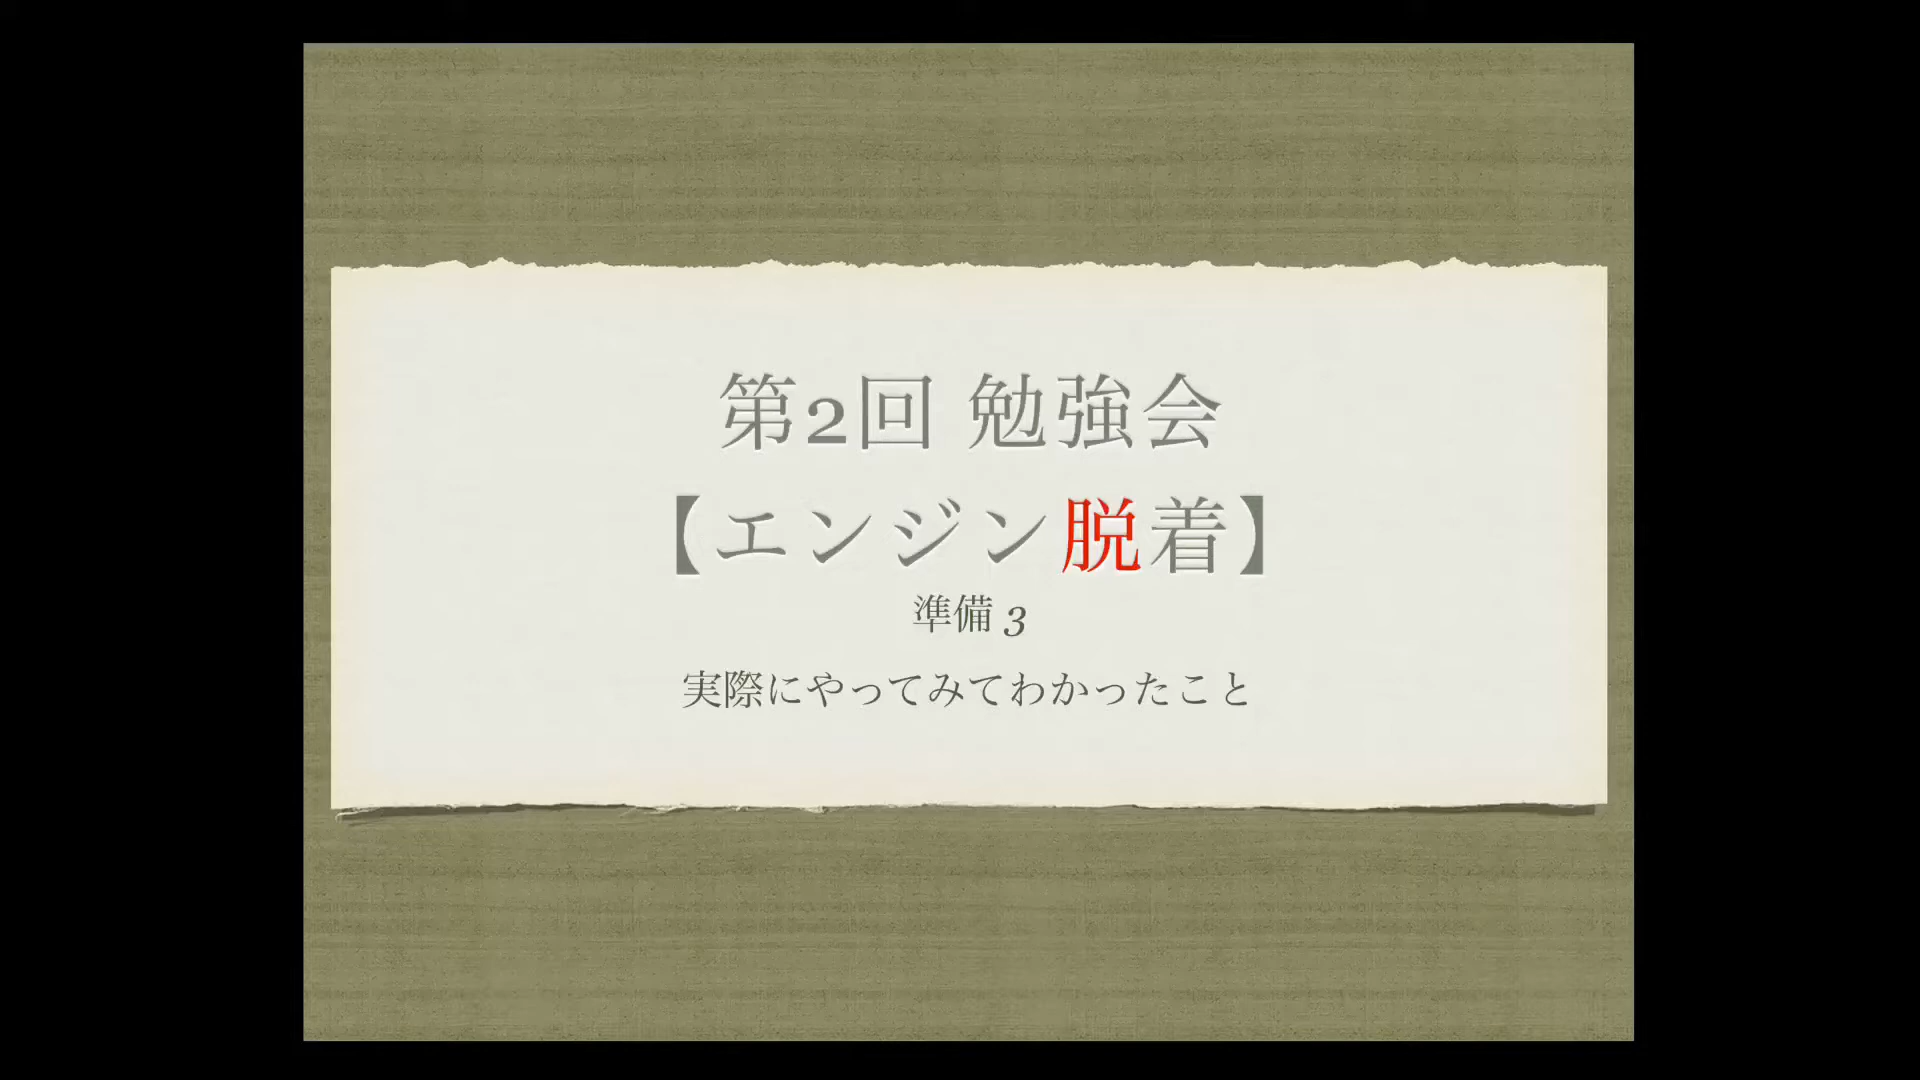 第2回 勉強会
【エンジン脱着】
準備 3
実際にやってみてわかったこと